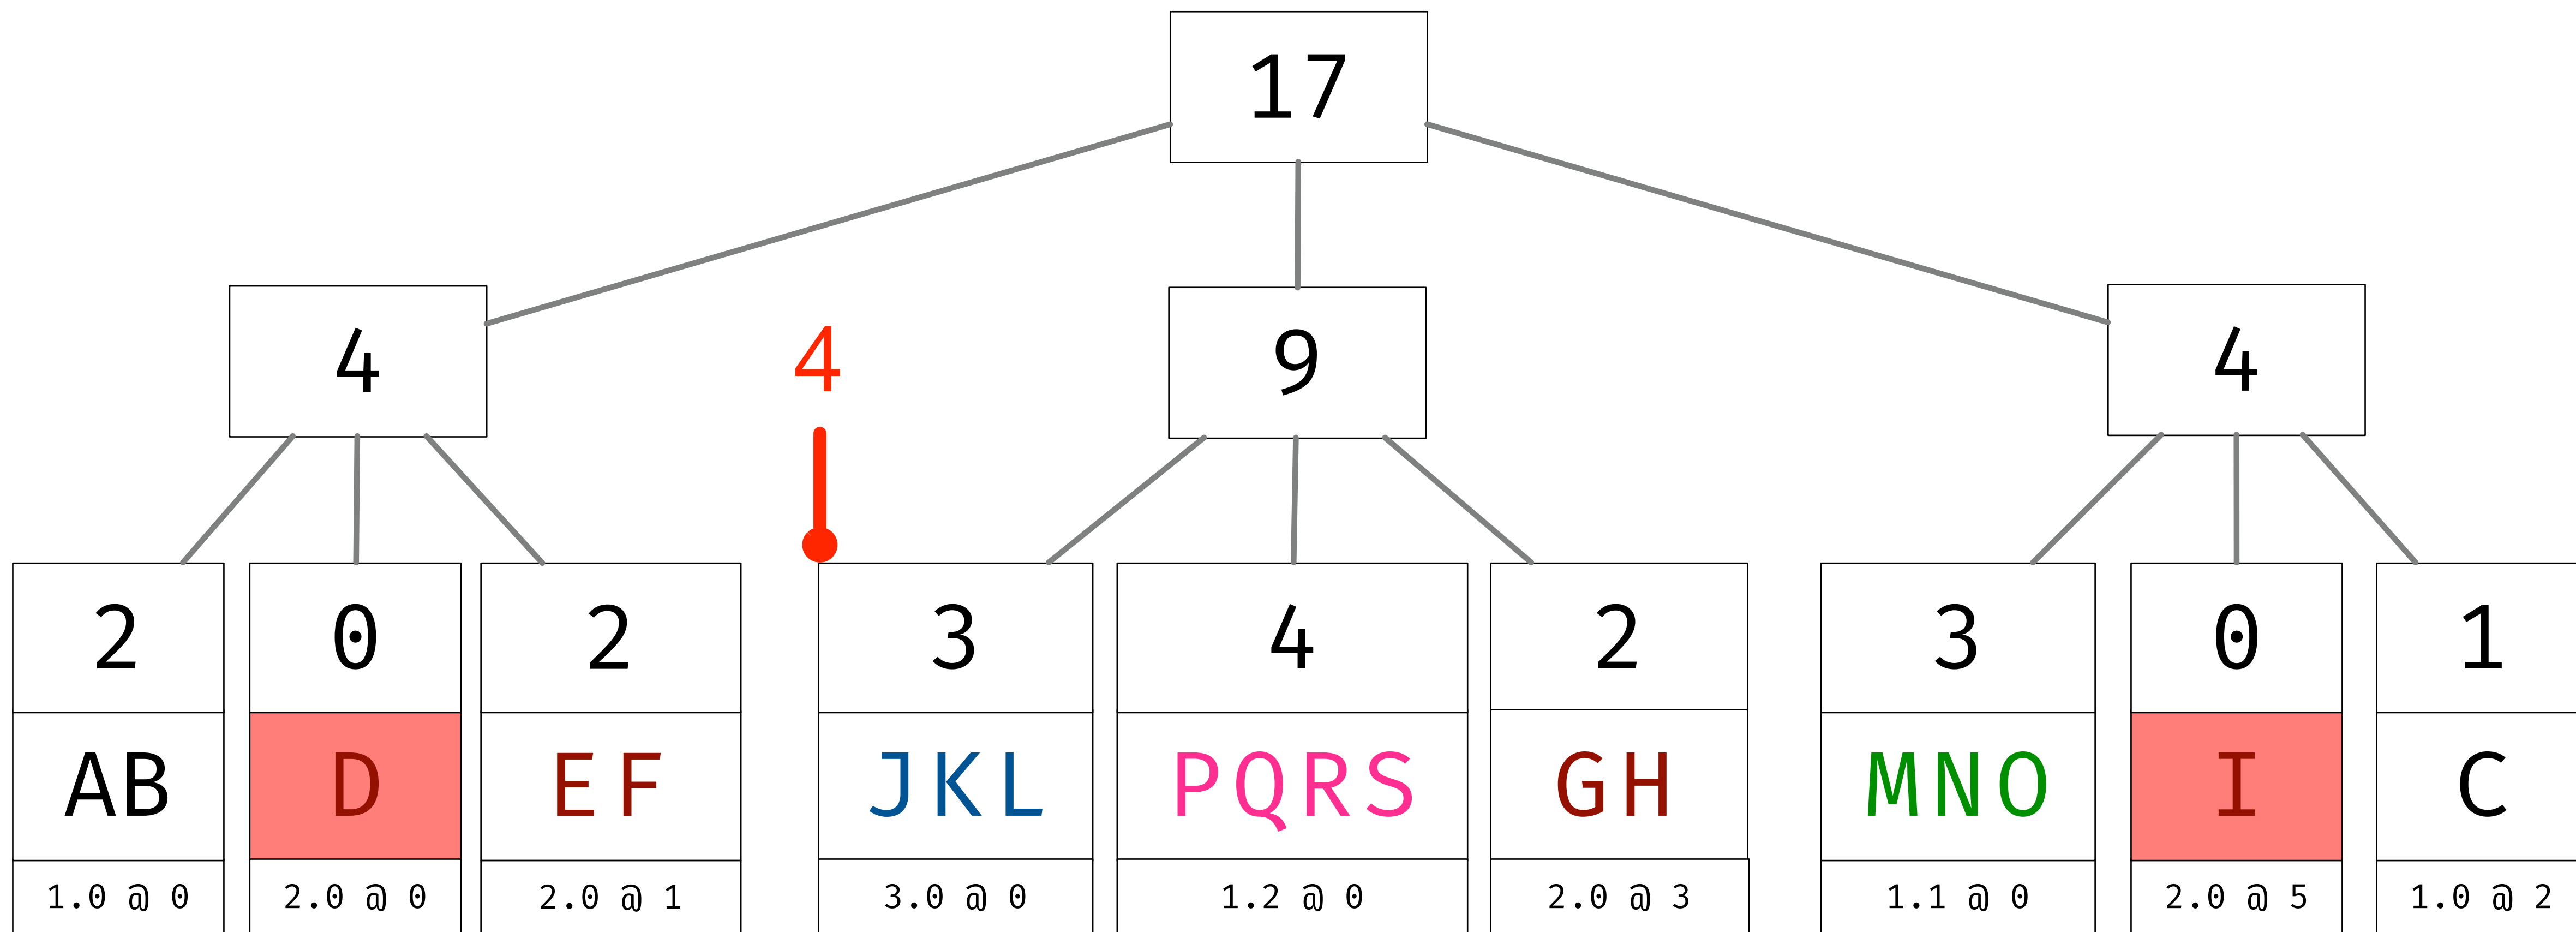 17
4 4 9 4
2 0 2 3 4 2 3 0 1
AB D EF JKL PQRS GH MNO I C
1.0 @ 0 2.0 @ 0 2.0 @ 1 3.0 @ 0 1.2 @ 0 2.0 @ 3 1.1 @ 0 2.0 @ 5 1.0 @ 2